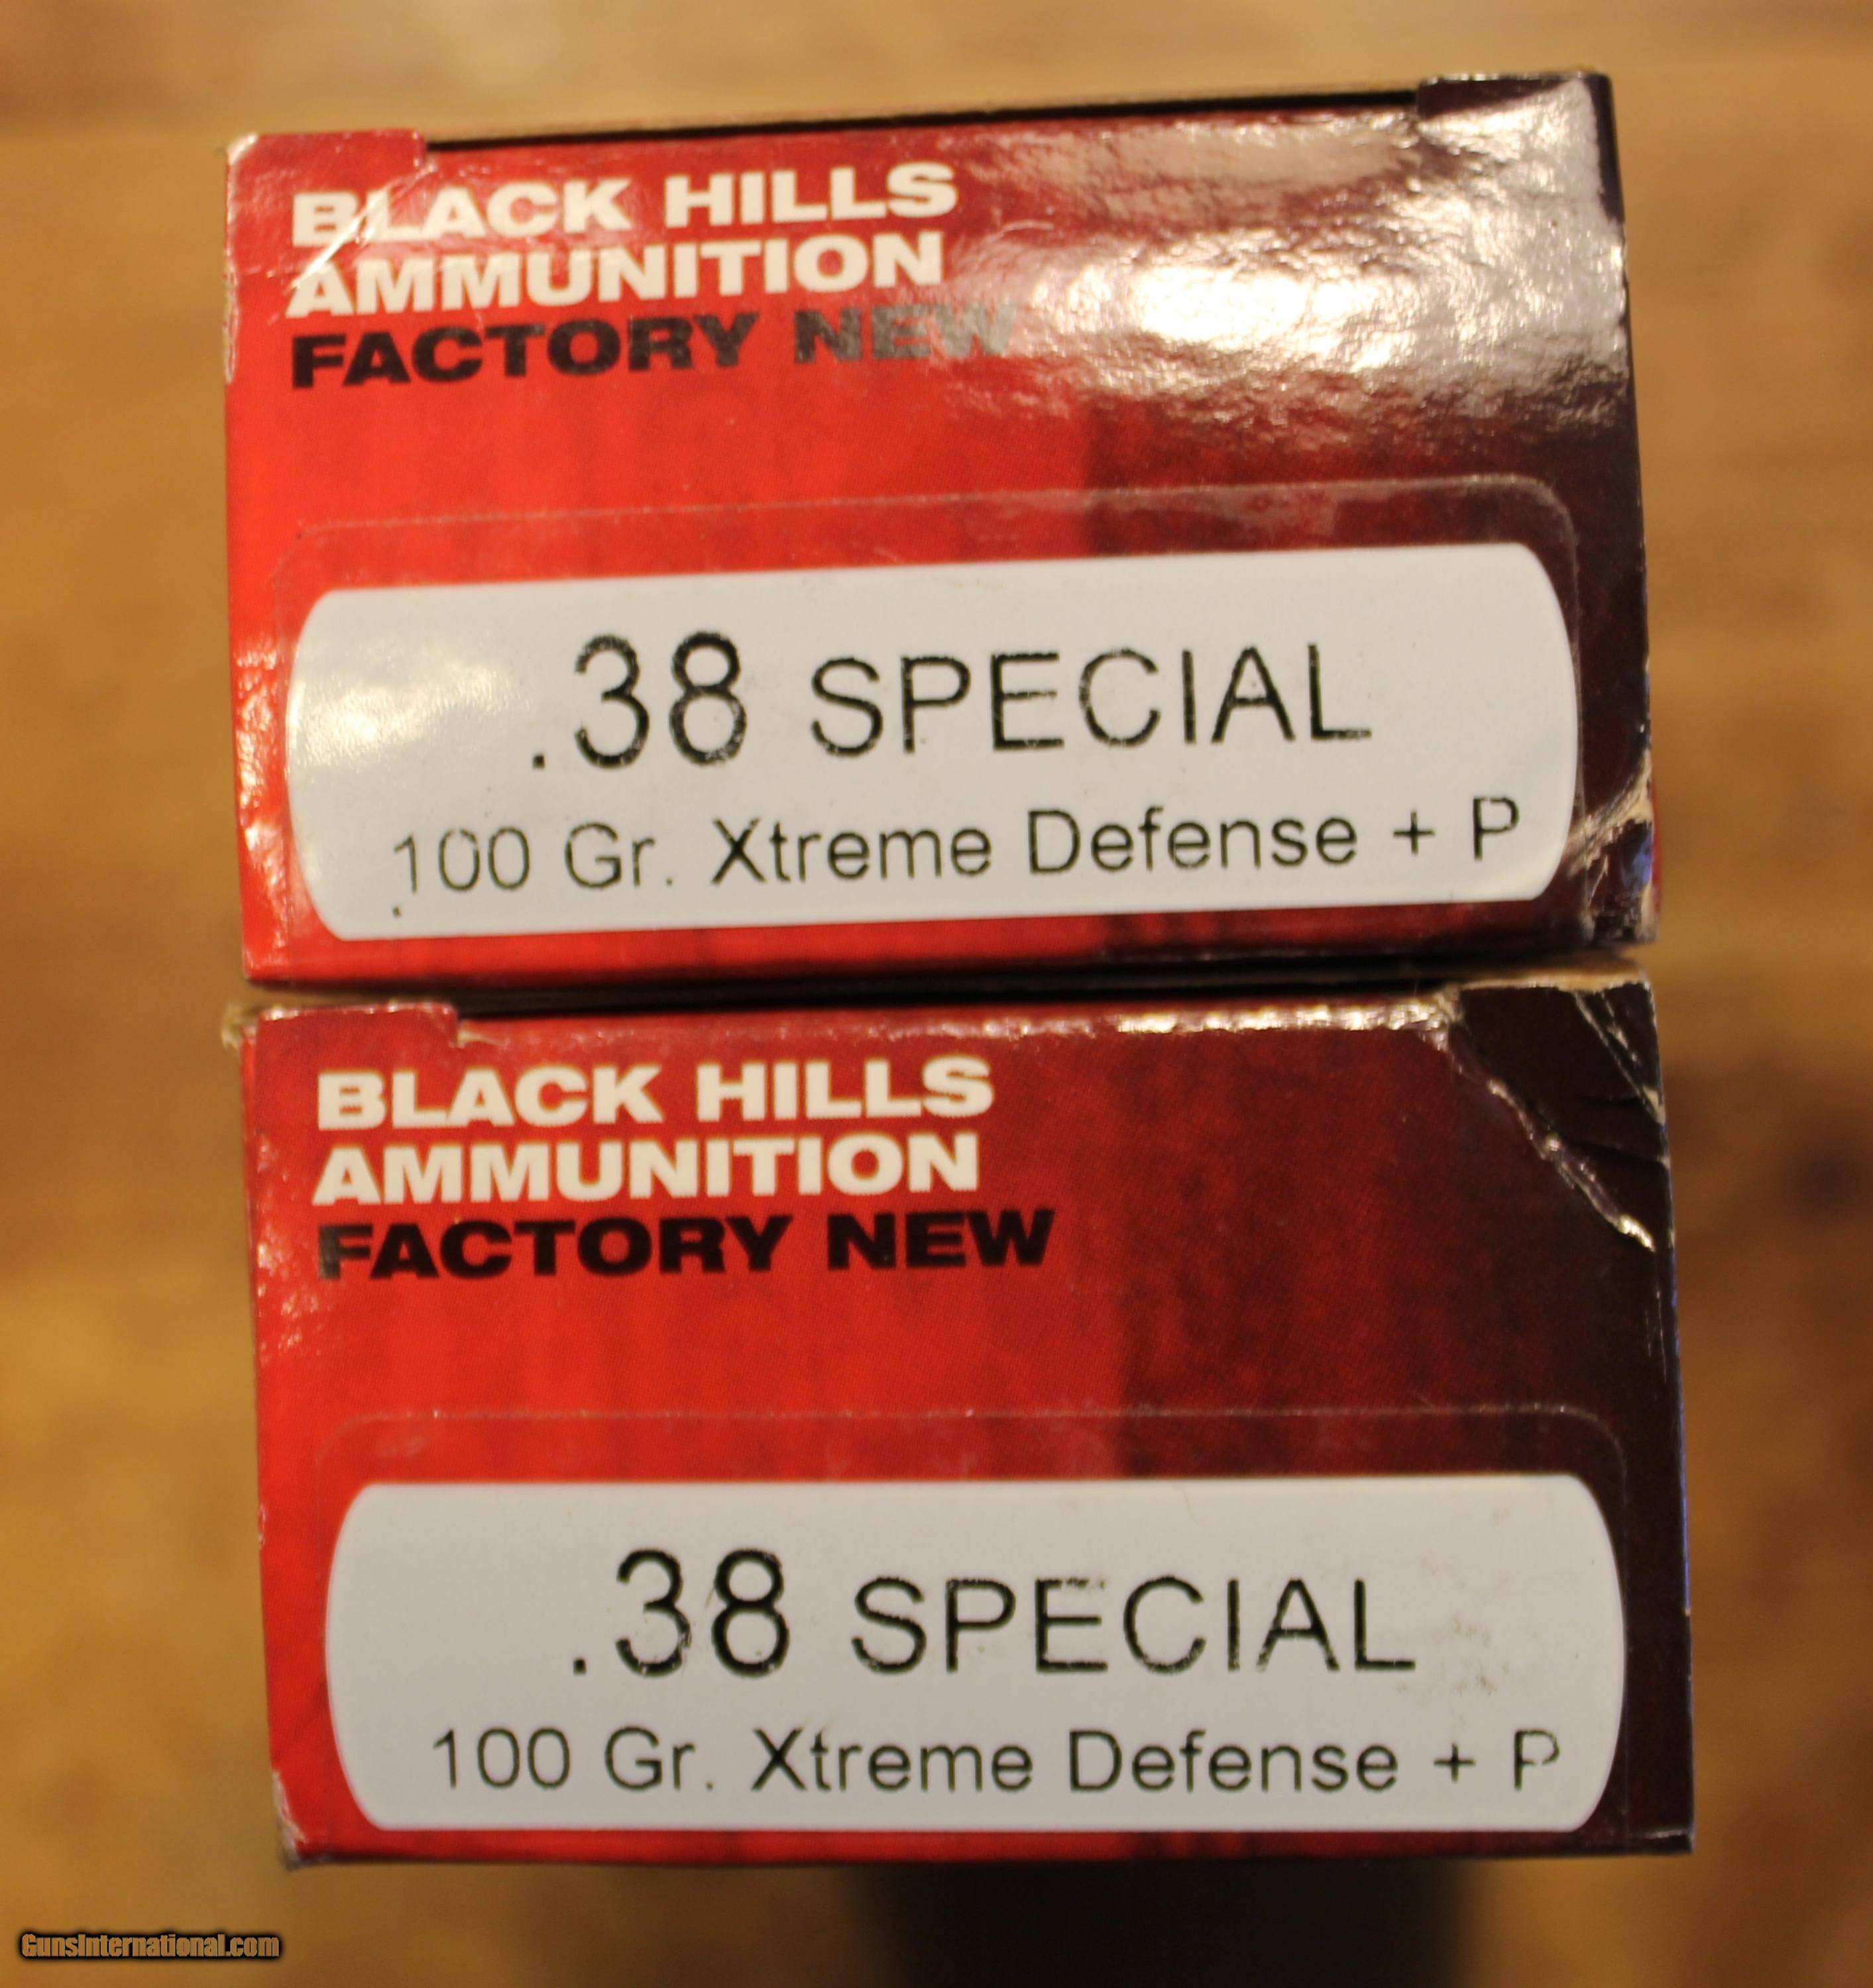 BLACK HILLS
AMMUNITION
FACTORY NEW
.38 SPECIAL
100 Gr. Xtreme Defense + P
BLACK HILLS
AMMUNITION
FACTORY NEW
.38 SPECIAL
100 Gr. Xtreme Defense + P
GunsInternational.com